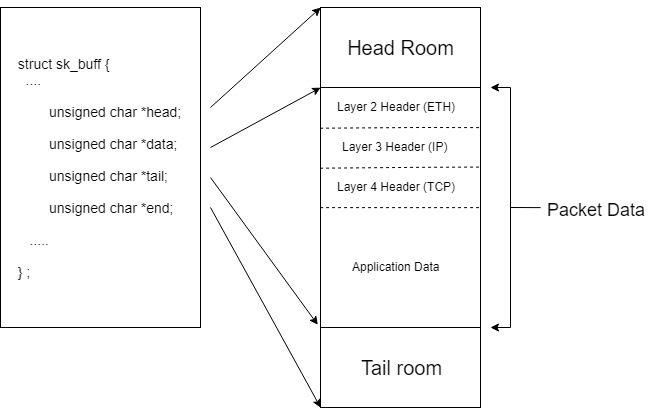 struct sk_buff {
....
unsigned char *head;
unsigned char *data;
unsigned char *tail;
unsigned char *end;
.....
} ;
Head Room
Layer 2 Header (ETH)
Layer 3 Header (IP)
Layer 4 Header (TCP)
Application Data
Tail room
Packet Data